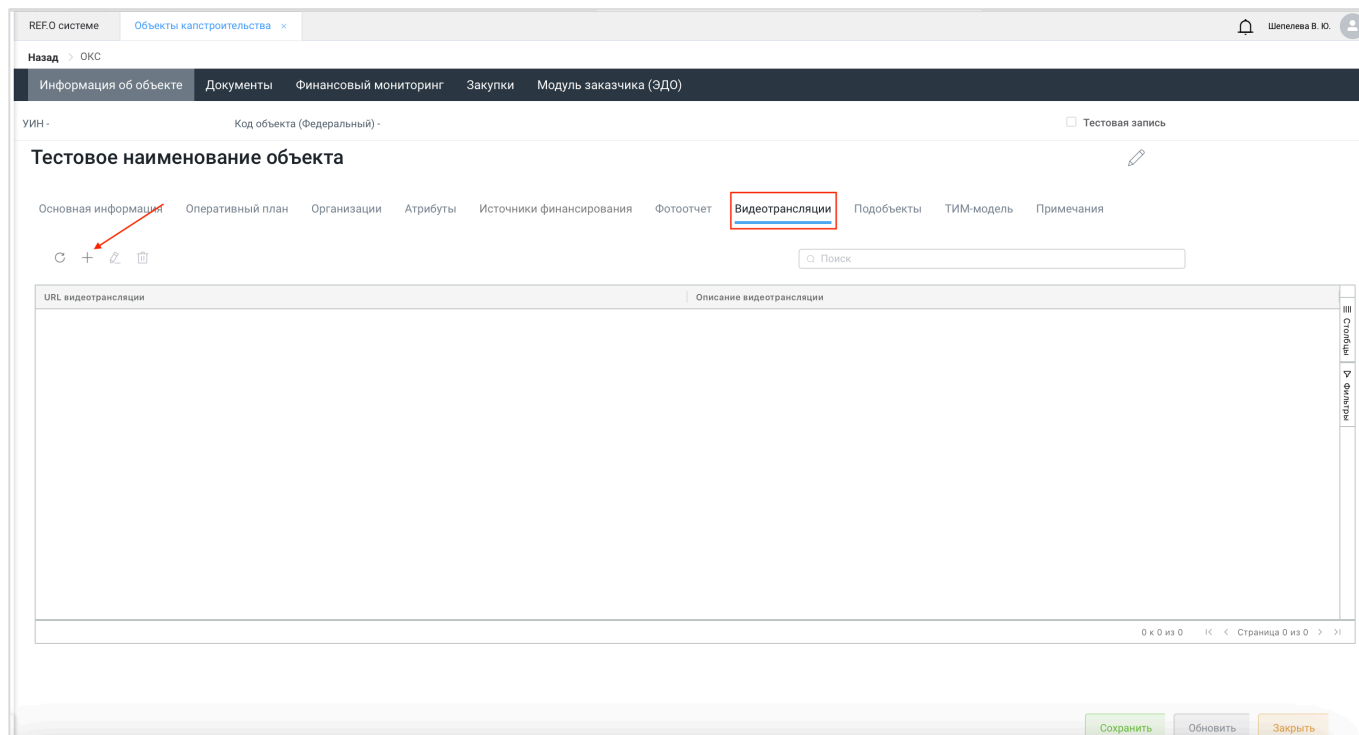 REF.О системе Объекты капстроительства × Шепелева В. Ю.
Назад > ОКС
Информация об объекте Документы Финансовый мониторинг Закупки Модуль заказчика (ЭДО)
УИН - Код объекта (Федеральный) - Тестовая запись
Тестовое наименование объекта
Основная информация Оперативный план Организации Атрибуты Источники финансирования Фотоотчет Видеотрансляции Подобъекты ТИМ-модель Примечания
Поиск
URL видеотрансляции Описание видеотрансляции
Столбцы
Фильтры
0 к 0 из 0 Страница 0 из 0
Сохранить Обновить Закрыть